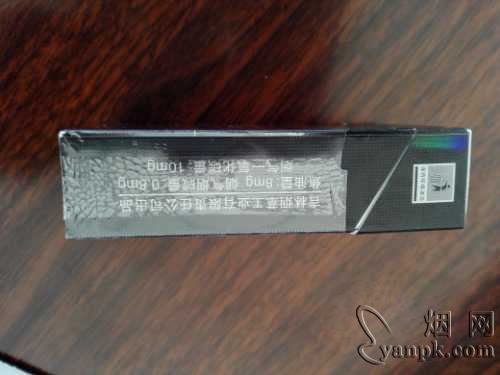 吉林烟草工业有限责任公司出品
焦油量:8mg 烟气烟碱量:0.8mg
烟气一氧化碳量:10mg
烟网
yanpk.com